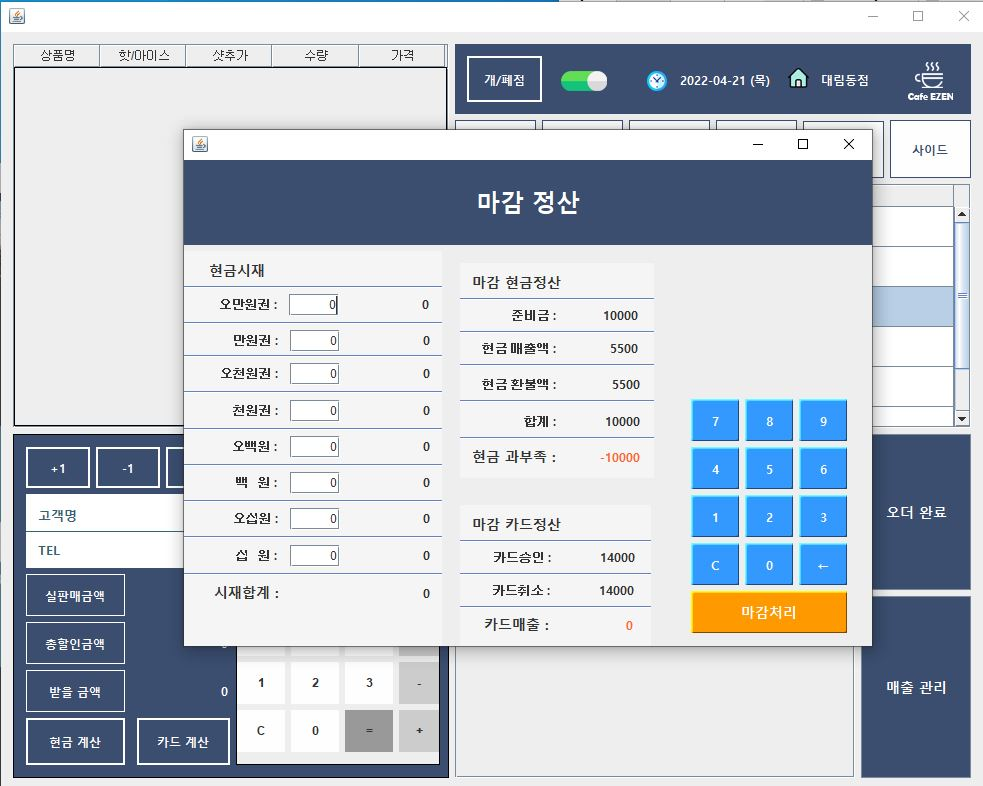 상품명 핫/아이스 샷추가 수량 가격
개/폐점 2022-04-21 (목) 대림동점 Cafe EZEN
사이드
마감 정산
현금시재
오만원권 : 0 0
만원권 : 0 0
오천원권 : 0 0
천원권 : 0 0
오백원 : 0 0
백 원 : 0 0
오십원 : 0 0
십 원 : 0 0
시재합계 : 0
마감 현금정산
준비금 : 10000
현금매출액 : 5500
현금환불액 : 5500
합계 : 10000
현금 과부족 : -10000
마감 카드정산
카드승인 : 14000
카드취소 : 14000
카드매출 : 0
7 8 9
4 5 6
1 2 3
C 0 ←
마감처리
+1 -1
고객명
TEL
실판매금액
총할인금액
받을 금액 0
현금 계산 카드 계산
1 2 3 -
C 0 = +
오더 완료
매출 관리